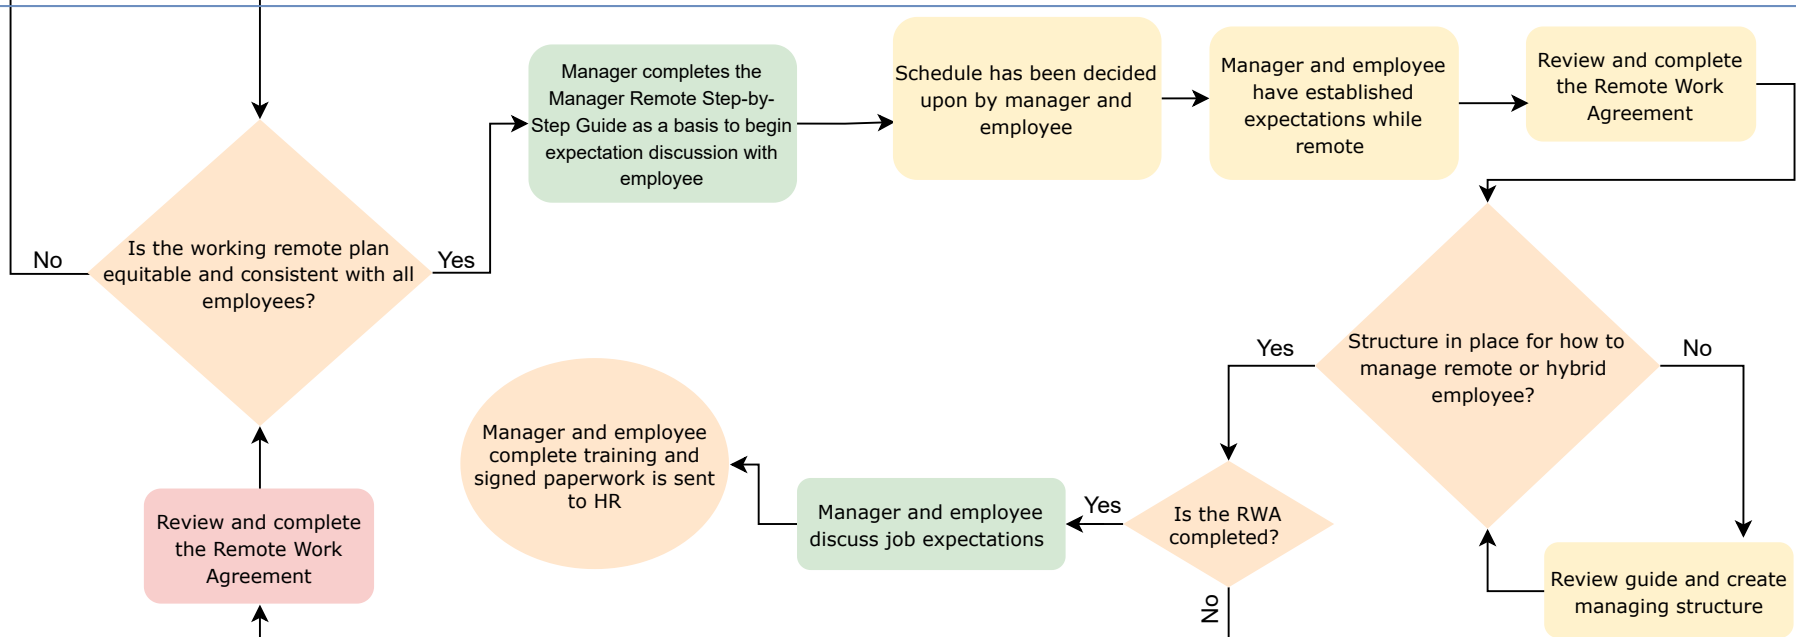 Manager completes the
Manager Remote Step-by-
Step Guide as a basis to begin
expectation discussion with
employee
Schedule has been decided
upon by manager and
employee
Manager and employee
have established
expectations while
remote
Review and complete
the Remote Work
Agreement
Is the working remote plan
equitable and consistent with all
employees?
No
Yes
Structure in place for how to
manage remote or hybrid
employee?
Yes
No
Manager and employee
complete training and
signed paperwork is sent
to HR
Manager and employee
discuss job expectations
Yes
Is the RWA
completed?
No
Review and complete
the Remote Work
Agreement
Review guide and create
managing structure